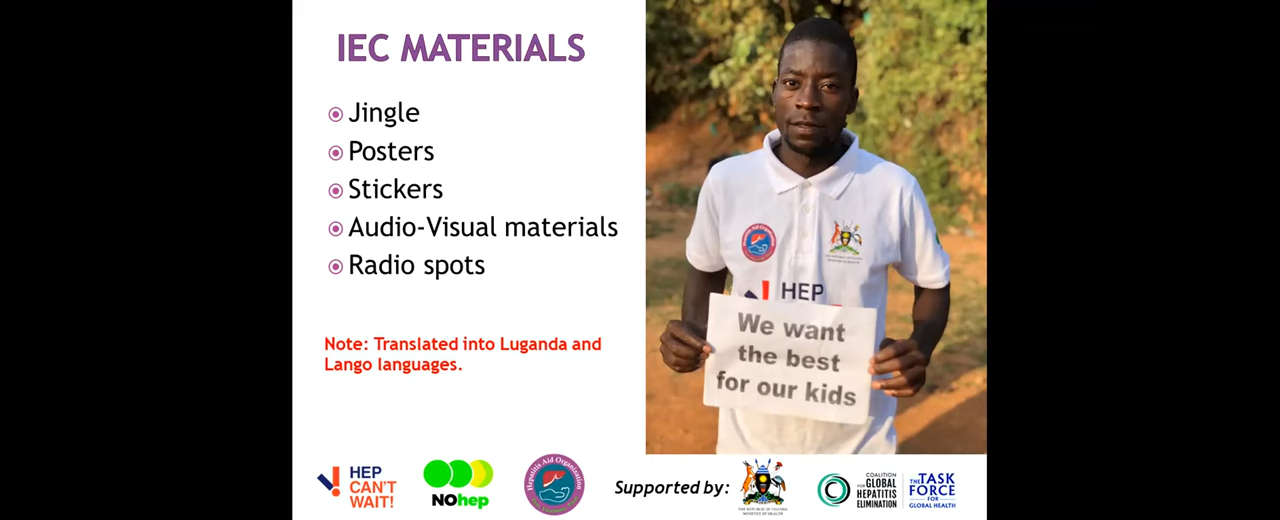 IEC MATERIALS
Jingle
Posters
Stickers
Audio-Visual materials
Radio spots
Note: Translated into Luganda and
Lango languages.
HEP
We want
the best
for our kids
HEP
CAN'T
WAIT!
NOhep
Hepatitis Aid Organization
Supported by:
THE REPUBLIC OF UGANDA
MINISTRY OF HEALTH
COALITION
FOR GLOBAL
HEPATITIS
ELIMINATION
THE TASK
FORCE
FOR
GLOBAL HEALTH